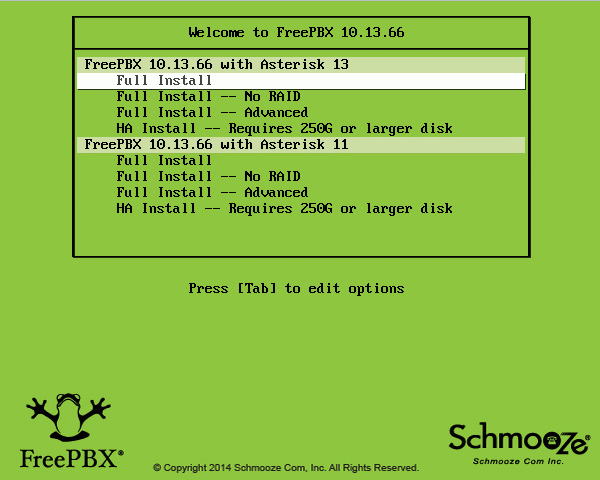 Welcome to FreePBX 10.13.66
FreePBX 10.13.66 with Asterisk 13
Full Install
Full Install -- No RAID
Full Install -- Advanced
HA Install -- Requires 250G or larger disk
FreePBX 10.13.66 with Asterisk 11
Full Install
Full Install -- No RAID
Full Install -- Advanced
HA Install -- Requires 250G or larger disk
Press [Tab] to edit options
FreePBX®
© Copyright 2014 Schmooze Com, Inc. All Rights Reserved.
Schmooze®
Schmooze Com Inc.